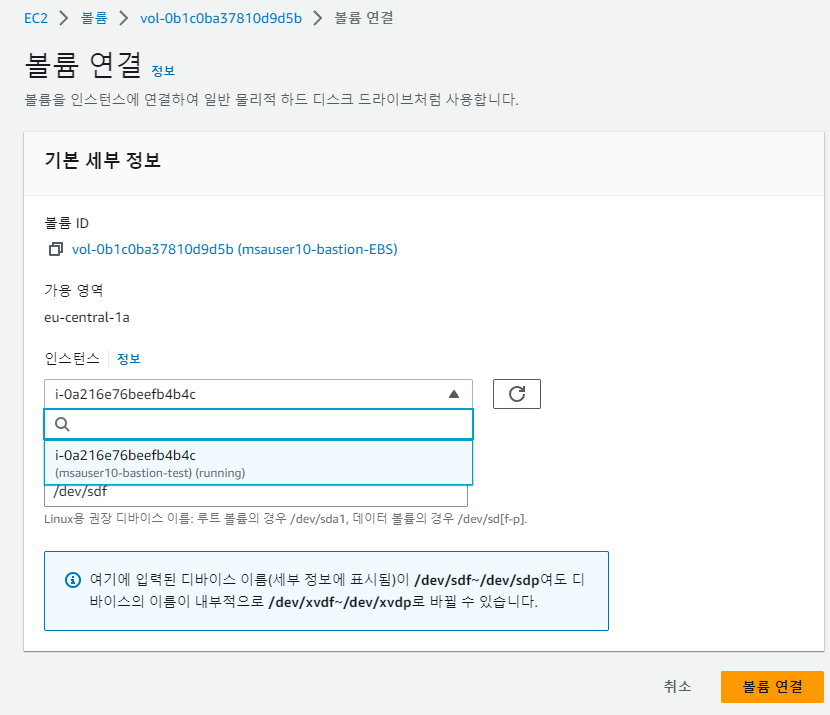 EC2 > 볼륨 > vol-0b1c0ba37810d9d5b > 볼륨 연결
볼륨 연결 정보
볼륨을 인스턴스에 연결하여 일반 물리적 하드 디스크 드라이브처럼 사용합니다.
기본 세부 정보
볼륨 ID
vol-0b1c0ba37810d9d5b (msauser10-bastion-EBS)
가용 영역
eu-central-1a
인스턴스 정보
i-0a216e76beefb4b4c
i-0a216e76beefb4b4c
(msauser10-bastion-test) (running)
/dev/sdf
Linux용 권장 디바이스 이름: 루트 볼륨의 경우 /dev/sda1, 데이터 볼륨의 경우 /dev/sd[f-p].
여기에 입력된 디바이스 이름(세부 정보에 표시됨)이 /dev/sdf~/dev/sdp여도 디
바이스의 이름이 내부적으로 /dev/xvdf~/dev/xvdp로 바뀔 수 있습니다.
취소 볼륨 연결